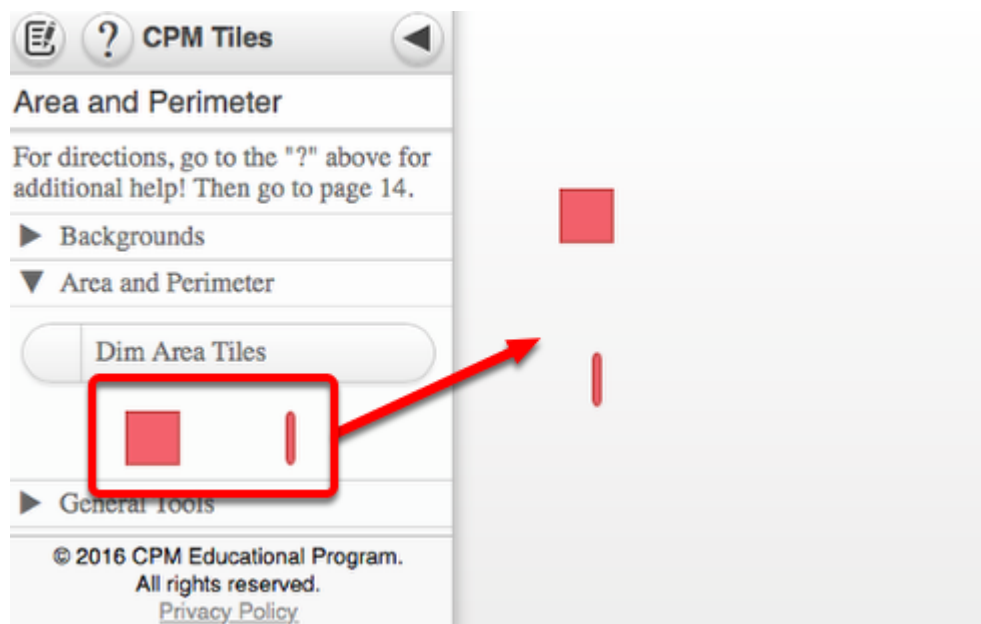 ? CPM Tiles
Area and Perimeter
For directions, go to the "?" above for
additional help! Then go to page 14.
Backgrounds
Area and Perimeter
Dim Area Tiles
General Tools
© 2016 CPM Educational Program.
All rights reserved.
Privacy Policy